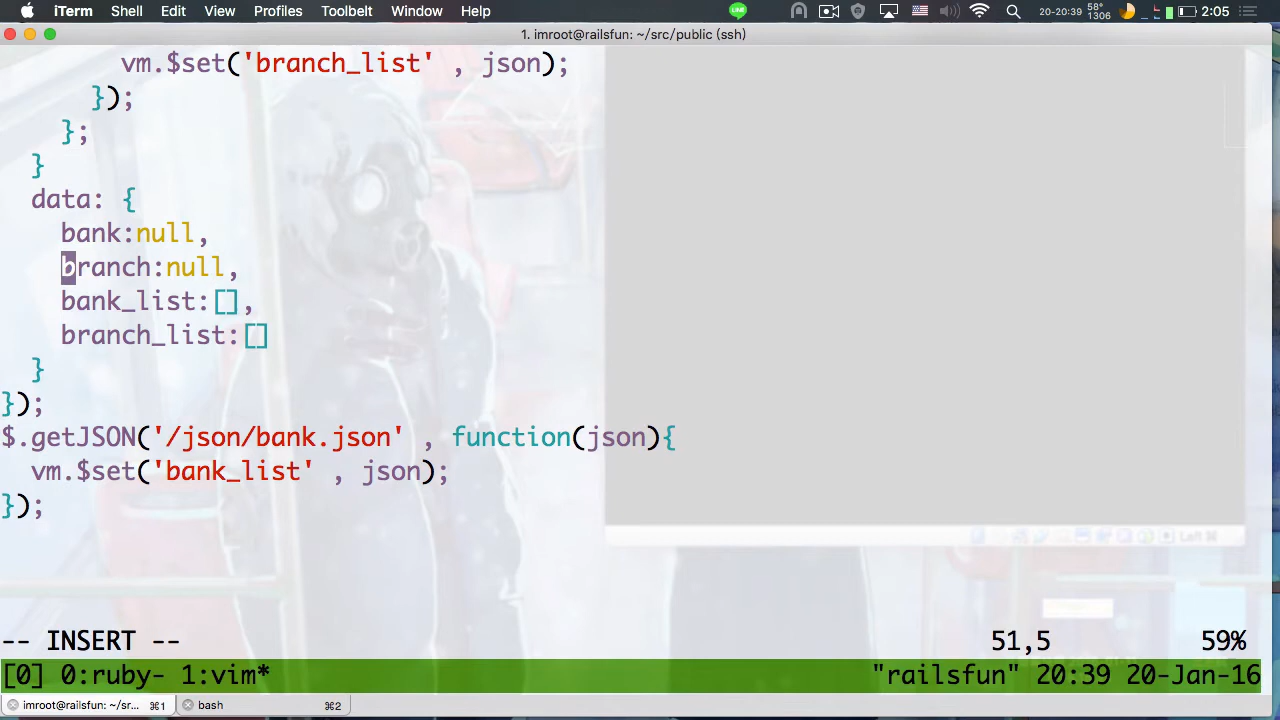 iTerm Shell Edit View Profiles Toolbelt Window Help 20-20:39 58° 1306 2:05
1. imroot@railsfun: ~/src/public (ssh)
vm.$set('branch_list' , json);
});
};
}
data: {
bank:null,
branch:null,
bank_list:[],
branch_list:[]
}
});
$.getJSON('/json/bank.json' , function(json){
vm.$set('bank_list' , json);
});
Left ⌘
-- INSERT -- 51,5 59%
[0] 0:ruby- 1:vim* "railsfun" 20:39 20-Jan-16
imroot@railsfun: ~/sr... ⌘1 bash ⌘2